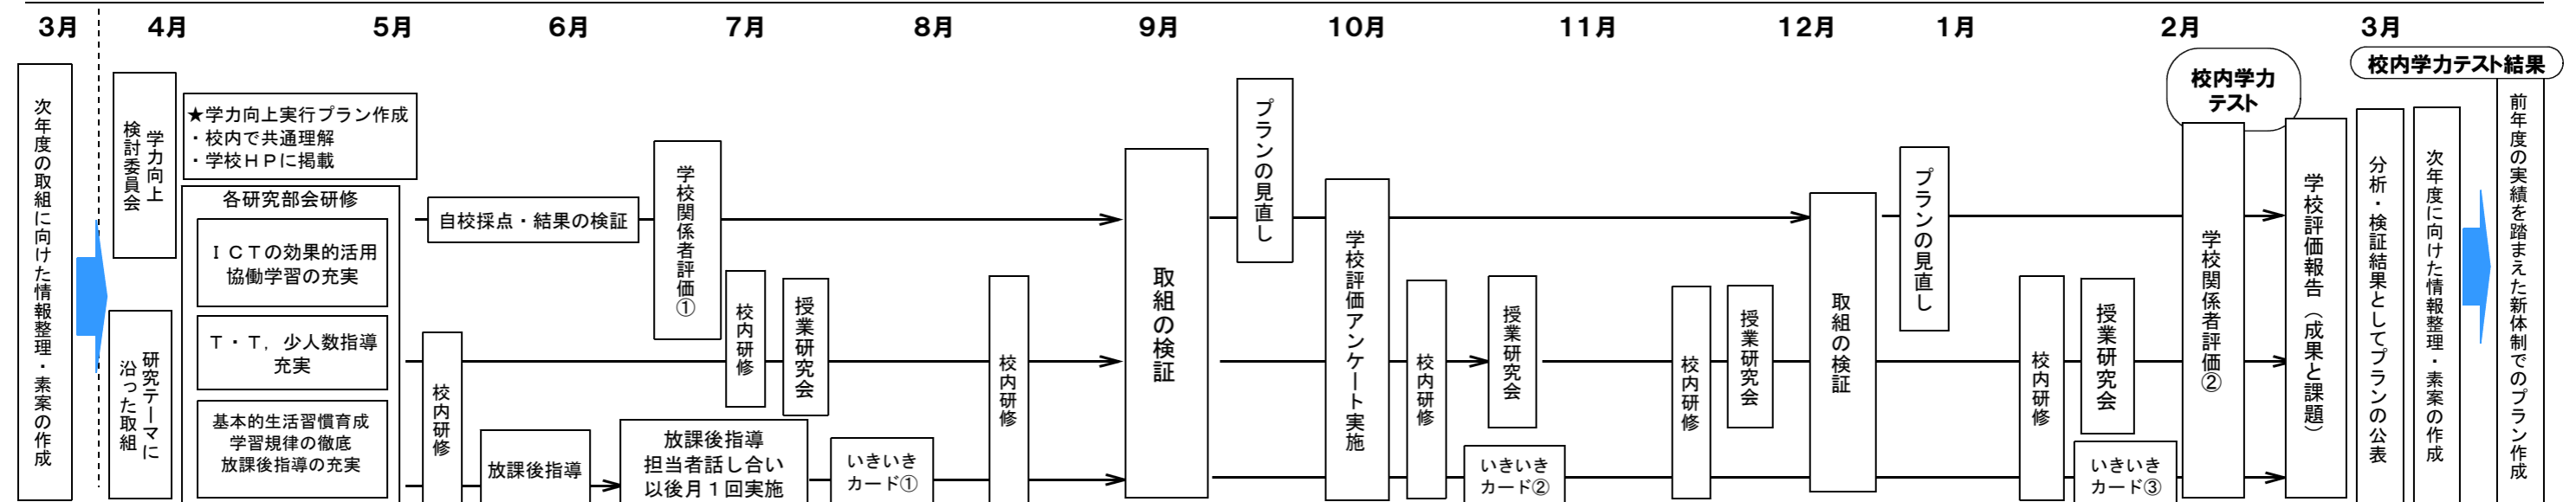 3月
4月
5月
6月
7月
8月
9月
10月
11月
12月
1月
2月
3月
次年度の取組に向けた情報整理・素案の作成
学力向上
検討委員会
研究テーマに
沿った取組
★学力向上実行プラン作成
・校内で共通理解
・学校ＨＰに掲載
各研究部会研修
ＩＣＴの効果的活用
協働学習の充実
Ｔ・Ｔ，少人数指導
充実
基本的生活習慣育成
学習規律の徹底
放課後指導の充実
自校採点・結果の検証
校内研修
放課後指導
学校関係者評価①
放課後指導
担当者話し合い
以後月１回実施
校内研修
授業研究会
いきいき
カード①
校内研修
取組の検証
プランの見直し
学校評価アンケート実施
校内研修
授業研究会
いきいき
カード②
校内研修
授業研究会
取組の検証
プランの見直し
校内研修
授業研究会
いきいき
カード③
校内学力
テスト
学校関係者評価②
学校評価報告（成果と課題）
校内学力テスト結果
分析・検証結果としてプランの公表
次年度に向けた情報整理・素案の作成
前年度の実績を踏まえた新体制でのプラン作成